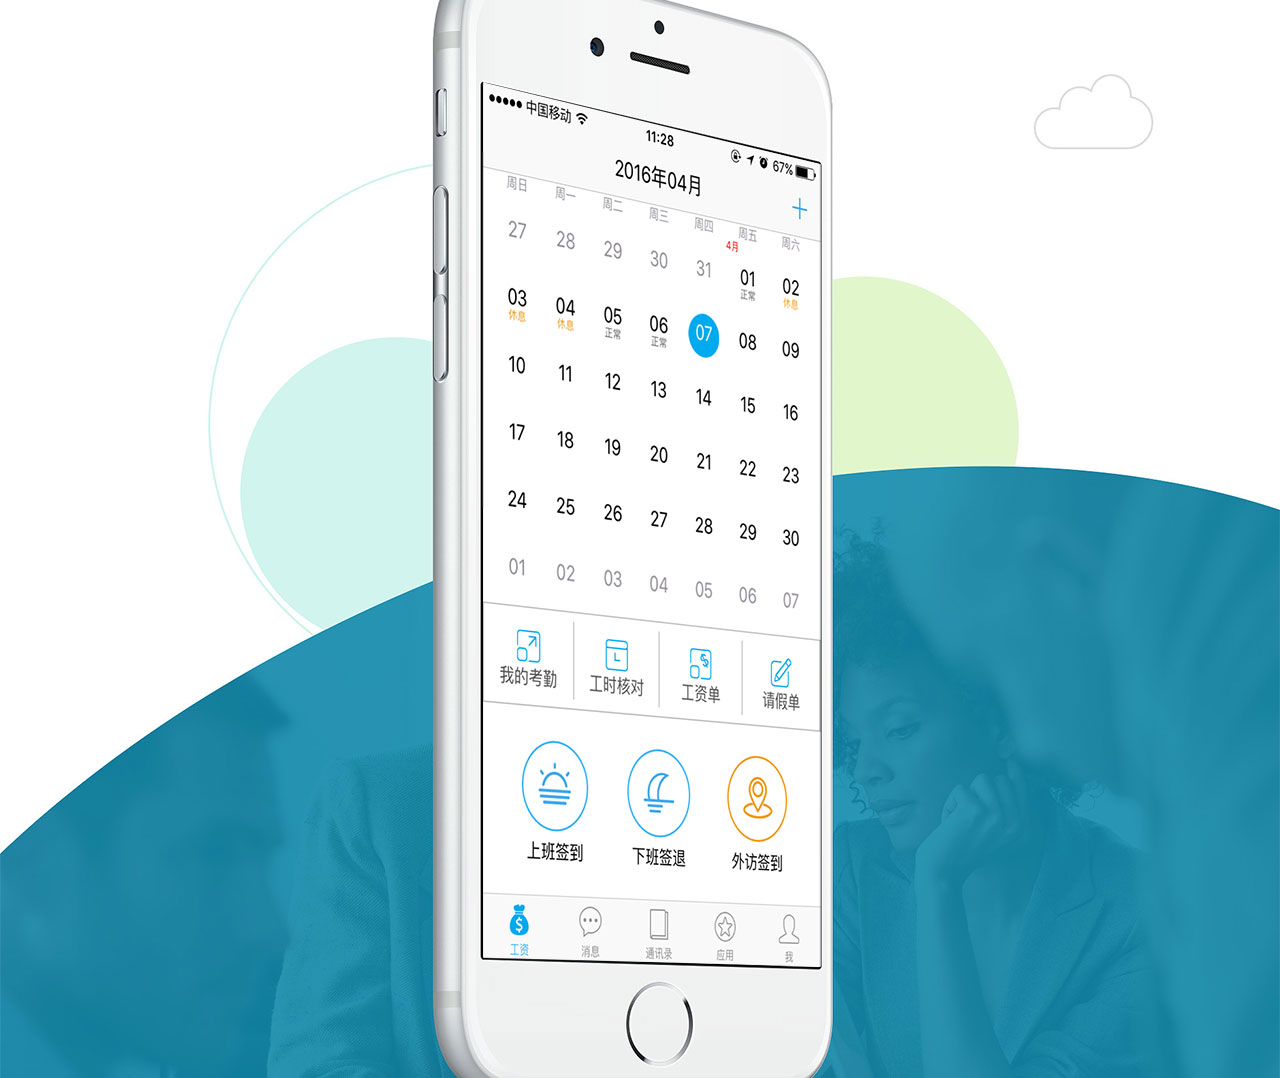 中国移动
11:28
67%
2016年04月
周日 周一 周二 周三 周四 周五 周六
4月
27 28 29 30 31 01 02
正常 休息
03 04 05 06 07 08 09
休息 休息 正常 正常
10 11 12 13 14 15 16
17 18 19 20 21 22 23
24 25 26 27 28 29 30
01 02 03 04 05 06 07
我的考勤 工时核对 工资单 请假单
上班签到 下班签退 外访签到
工资 消息 通讯录 应用 我